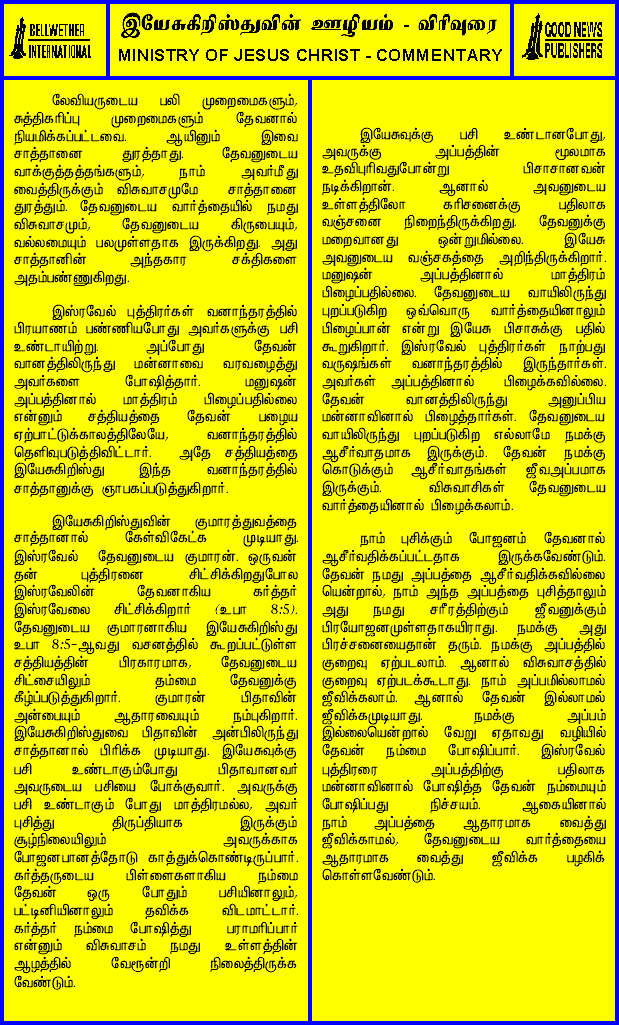 BELLWETHER
INTERNATIONAL
இயேசுகிறிஸ்துவின் ஊழியம் - விரிவுரை
MINISTRY OF JESUS CHRIST - COMMENTARY
GOOD NEWS
PUBLISHERS
லேவியருடைய பலி முறைமைகளும்,
சுத்திகரிப்பு முறைமைகளும் தேவனால்
நியமிக்கப்பட்டவை. ஆயினும் இவை
சாத்தானை துரத்தாது. தேவனுடைய
வாக்குத்தத்தங்களும், நாம் அவர்மீது
வைத்திருக்கும் விசுவாசமுமே சாத்தானை
துரத்தும். தேவனுடைய வார்த்தையில் நமது
விசுவாசமும், தேவனுடைய கிருபையும்,
வல்லமையும் பலமுள்ளதாக இருக்கிறது. அது
சாத்தானின் அந்தகார சக்திகளை
அதம்பண்ணுகிறது.
இஸ்ரவேல் புத்திரர்கள் வனாந்தரத்தில்
பிரயாணம் பண்ணியபோது அவர்களுக்கு பசி
உண்டாயிற்று. அப்போது தேவன்
வானத்திலிருந்து மன்னாவை வரவழைத்து
அவர்களை போஷித்தார். மனுஷன்
அப்பத்தினால் மாத்திரம் பிழைப்பதில்லை
என்னும் சத்தியத்தை தேவன் பழைய
ஏற்பாட்டுக்காலத்திலேயே, வனாந்தரத்தில்
தெளிவுபடுத்திவிட்டார். அதே சத்தியத்தை
இயேசுகிறிஸ்து இந்த வனாந்தரத்தில்
சாத்தானுக்கு ஞாபகப்படுத்துகிறார்.
இயேசுகிறிஸ்துவின் குமாரத்துவத்தை
சாத்தானால் கேள்விகேட்க முடியாது.
இஸ்ரவேல் தேவனுடைய குமாரன். ஒருவன்
தன் புத்திரனை சிட்சிக்கிறதுபோல
இஸ்ரவேலின் தேவனாகிய கர்த்தர்
இஸ்ரவேலை சிட்சிக்கிறார் (உபா 8:5).
தேவனுடைய குமாரனாகிய இயேசுகிறிஸ்து
உபா 8:5-ஆவது வசனத்தில் கூறப்பட்டுள்ள
சத்தியத்தின் பிரகாரமாக, தேவனுடைய
சிட்சையிலும் தம்மை தேவனுக்கு
கீழ்ப்படுத்துகிறார். குமாரன் பிதாவின்
அன்பையும் ஆதாரவையும் நம்புகிறார்.
இயேசுகிறிஸ்துவை பிதாவின் அன்பிலிருந்து
சாத்தானால் பிரிக்க முடியாது. இயேசுவுக்கு
பசி உண்டாகும்போது பிதாவானவர்
அவருடைய பசியை போக்குவார். அவருக்கு
பசி உண்டாகும் போது மாத்திரமல்ல, அவர்
புசித்து திருப்தியாக இருக்கும்
சூழ்நிலையிலும் அவருக்காக
போஜனபானத்தோடு காத்துக்கொண்டிருப்பார்.
கர்த்தருடைய பிள்ளைகளாகிய நம்மை
தேவன் ஒரு போதும் பசியினாலும்,
பட்டினியினாலும் தவிக்க விடமாட்டார்.
கர்த்தர் நம்மை போஷித்து பராமரிப்பார்
என்னும் விசுவாசம் நமது உள்ளத்தின்
ஆழத்தில் வேரூன்றி நிலைத்திருக்க
வேண்டும்.
இயேசுவுக்கு பசி உண்டானபோது,
அவருக்கு அப்பத்தின் மூலமாக
உதவிபுரிவதுபோன்று பிசாசானவன்
நடிக்கிறான். ஆனால் அவனுடைய
உள்ளத்திலோ கரிசனைக்கு பதிலாக
வஞ்சனை நிறைந்திருக்கிறது. தேவனுக்கு
மறைவானது ஒன்றுமில்லை. இயேசு
அவனுடைய வஞ்சகத்தை அறிந்திருக்கிறார்.
மனுஷன் அப்பத்தினால் மாத்திரம்
பிழைப்பதில்லை. தேவனுடைய வாயிலிருந்து
புறப்படுகிற ஒவ்வொரு வார்த்தையினாலும்
பிழைப்பான் என்று இயேசு பிசாசுக்கு பதில்
கூறுகிறார். இஸ்ரவேல் புத்திரர்கள் நாற்பது
வருஷங்கள் வனாந்தரத்தில் இருந்தார்கள்.
அவர்கள் அப்பத்தினால் பிழைக்கவில்லை.
தேவன் வானத்திலிருந்து அனுப்பிய
மன்னாவினால் பிழைத்தார்கள். தேவனுடைய
வாயிலிருந்து புறப்படுகிற எல்லாமே நமக்கு
ஆசீர்வாதமாக இருக்கும். தேவன் நமக்கு
கொடுக்கும் ஆசீர்வாதங்கள் ஜீவஅப்பமாக
இருக்கும். விசுவாசிகள் தேவனுடைய
வார்த்தையினால் பிழைக்கலாம்.
நாம் புசிக்கும் போஜனம் தேவனால்
ஆசீர்வதிக்கப்பட்டதாக இருக்கவேண்டும்.
தேவன் நமது அப்பத்தை ஆசீர்வதிக்கவில்லை
யென்றால், நாம் அந்த அப்பத்தை புசித்தாலும்
அது நமது சரீரத்திற்கும் ஜீவனுக்கும்
பிரயோஜனமுள்ளதாகயிராது. நமக்கு அது
பிரச்சனையைதான் தரும். நமக்கு அப்பத்தில்
குறைவு ஏற்படலாம். ஆனால் விசுவாசத்தில்
குறைவு ஏற்படக்கூடாது. நாம் அப்பமில்லாமல்
ஜீவிக்கலாம். ஆனால் தேவன் இல்லாமல்
ஜீவிக்கமுடியாது. நமக்கு அப்பம்
இல்லையென்றால் வேறு ஏதாவது வழியில்
தேவன் நம்மை போஷிப்பார். இஸ்ரவேல்
புத்திரரை அப்பத்திற்கு பதிலாக
மன்னாவினால் போஷித்த தேவன் நம்மையும்
போஷிப்பது நிச்சயம். ஆகையினால்
நாம் அப்பத்தை ஆதாரமாக வைத்து
ஜீவிக்காமல், தேவனுடைய வார்த்தையை
ஆதாரமாக வைத்து ஜீவிக்க பழகிக்
கொள்ளவேண்டும்.